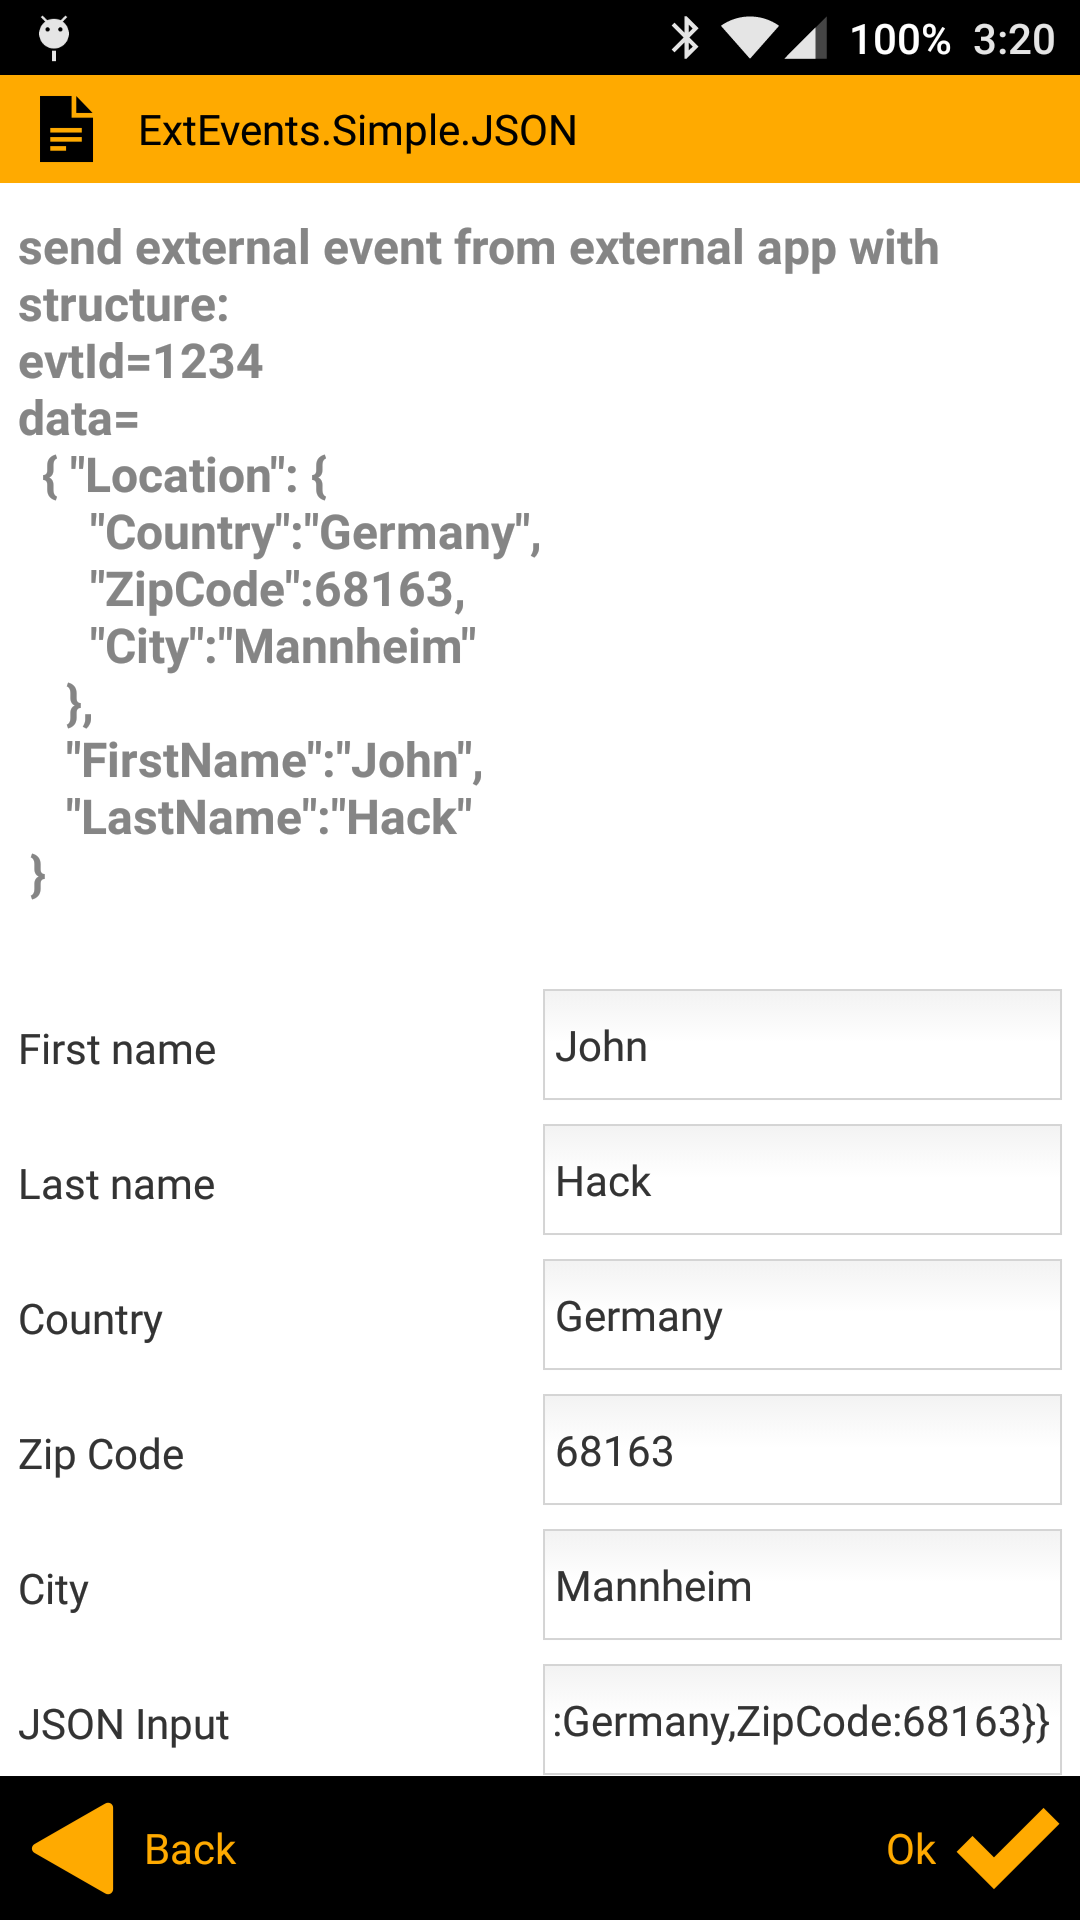 100% 3:20
ExtEvents.Simple.JSON
send external event from external app with
structure:
evtId=1234
data=
{ "Location": {
"Country":"Germany",
"ZipCode":68163,
"City":"Mannheim"
},
"FirstName":"John",
"LastName":"Hack"
}
First name John
Last name Hack
Country Germany
Zip Code 68163
City Mannheim
JSON Input :Germany,ZipCode:68163}}
Back Ok